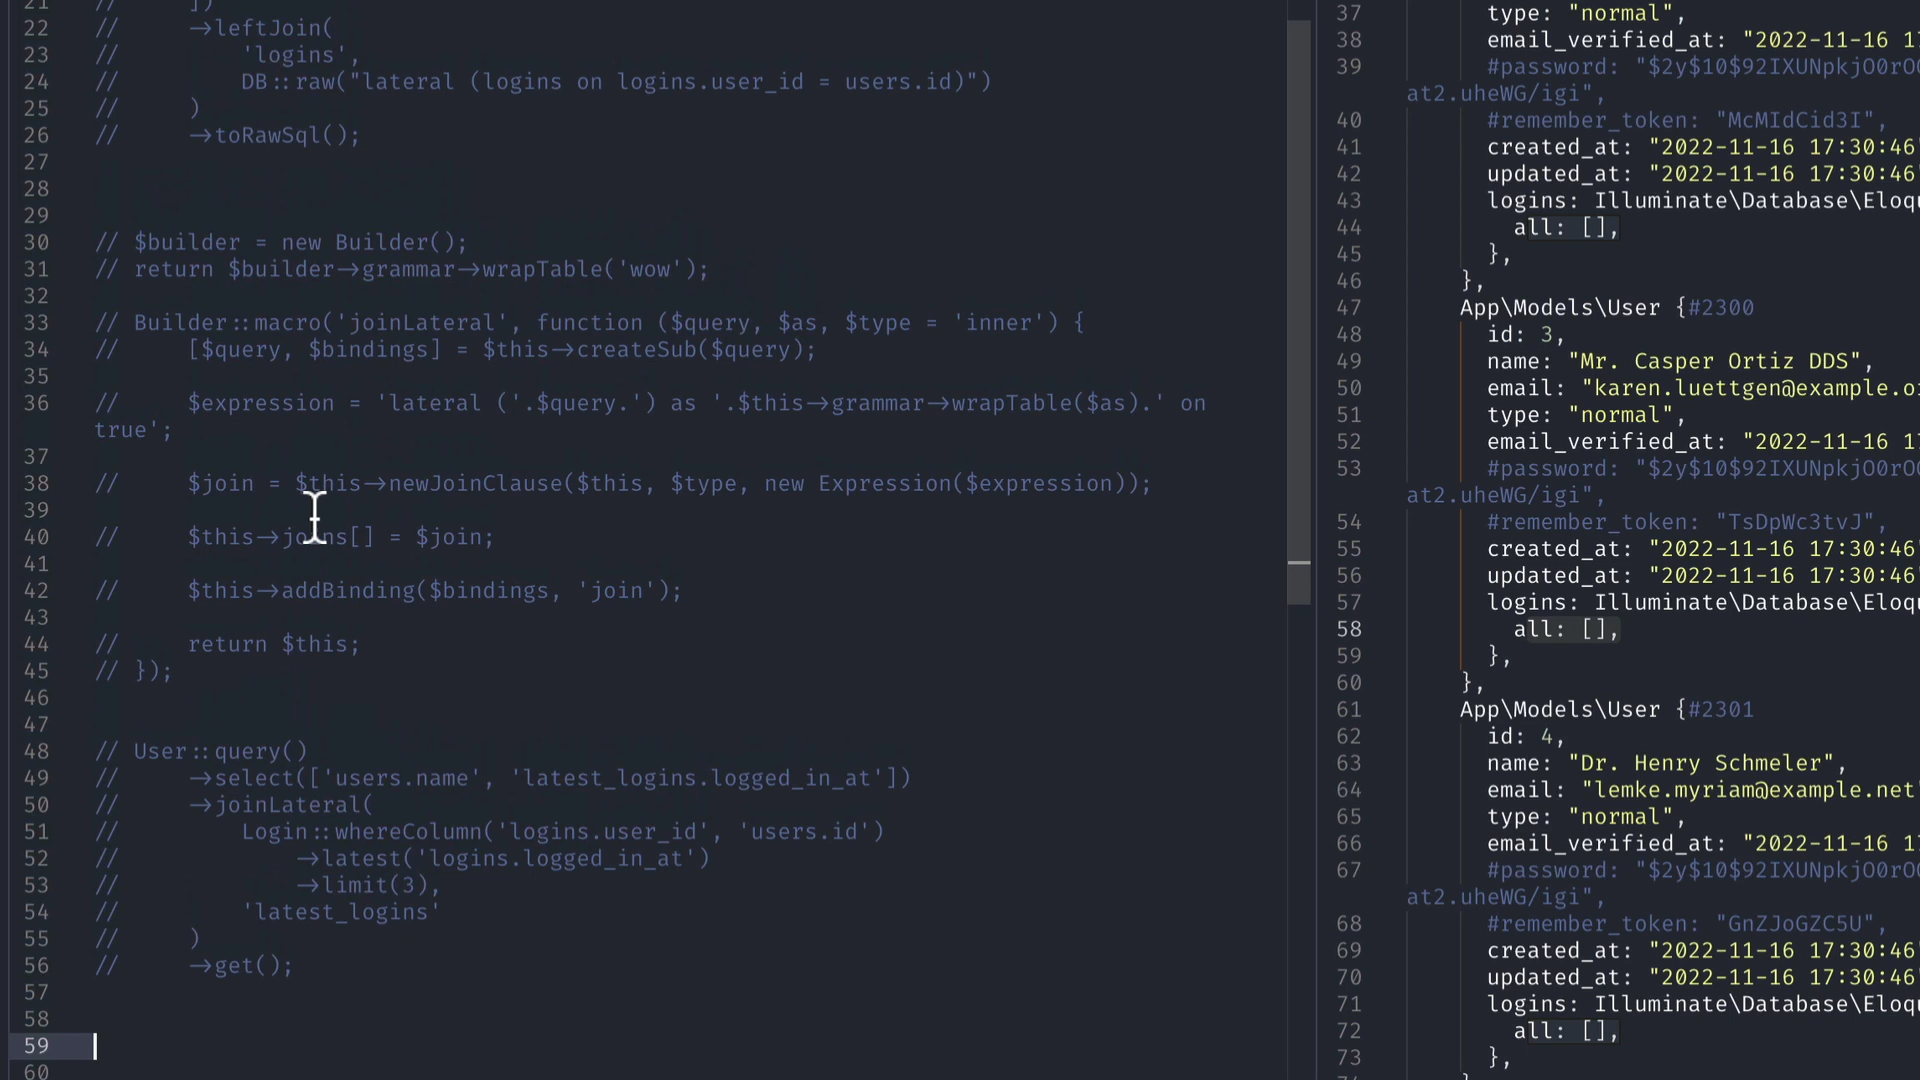 21 // ])
22 // ->leftJoin(
23 // 'logins',
24 // DB::raw("lateral (logins on logins.user_id = users.id)")
25 // )
26 // ->toRawSql();
27
28
29
30 // $builder = new Builder();
31 // return $builder->grammar->wrapTable('wow');
32
33 // Builder::macro('joinLateral', function ($query, $as, $type = 'inner') {
34 // [$query, $bindings] = $this->createSub($query);
35
36 // $expression = 'lateral ('.$query.') as '.$this->grammar->wrapTable($as).' on
true';
37
38 // $join = $this->newJoinClause($this, $type, new Expression($expression));
39
40 // $this->joins[] = $join;
41
42 // $this->addBinding($bindings, 'join');
43
44 // return $this;
45 // });
46
47
48 // User::query()
49 // ->select(['users.name', 'latest_logins.logged_in_at'])
50 // ->joinLateral(
51 // Login::whereColumn('logins.user_id', 'users.id')
52 // ->latest('logins.logged_in_at')
53 // ->limit(3),
54 // 'latest_logins'
55 // )
56 // ->get();
57
58
59
60
37 type: "normal",
38 email_verified_at: "2022-11-16 1
39 #password: "$2y$10$92IXUNpkjO0rO
at2.uheWG/igi",
40 #remember_token: "McMIdCid3I",
41 created_at: "2022-11-16 17:30:46
42 updated_at: "2022-11-16 17:30:46
43 logins: Illuminate\Database\Eloq
44 all: [],
45 },
46 },
47 App\Models\User {#2300
48 id: 3,
49 name: "Mr. Casper Ortiz DDS",
50 email: "karen.luettgen@example.o
51 type: "normal",
52 email_verified_at: "2022-11-16 1
53 #password: "$2y$10$92IXUNpkjO0rO
at2.uheWG/igi",
54 #remember_token: "TsDpWc3tvJ",
55 created_at: "2022-11-16 17:30:46
56 updated_at: "2022-11-16 17:30:46
57 logins: Illuminate\Database\Eloq
58 all: [],
59 },
60 },
61 App\Models\User {#2301
62 id: 4,
63 name: "Dr. Henry Schmeler",
64 email: "lemke.myriam@example.net
65 type: "normal",
66 email_verified_at: "2022-11-16 1
67 #password: "$2y$10$92IXUNpkjO0rO
at2.uheWG/igi",
68 #remember_token: "GnZJoGZC5U",
69 created_at: "2022-11-16 17:30:46
70 updated_at: "2022-11-16 17:30:46
71 logins: Illuminate\Database\Eloq
72 all: [],
73 },